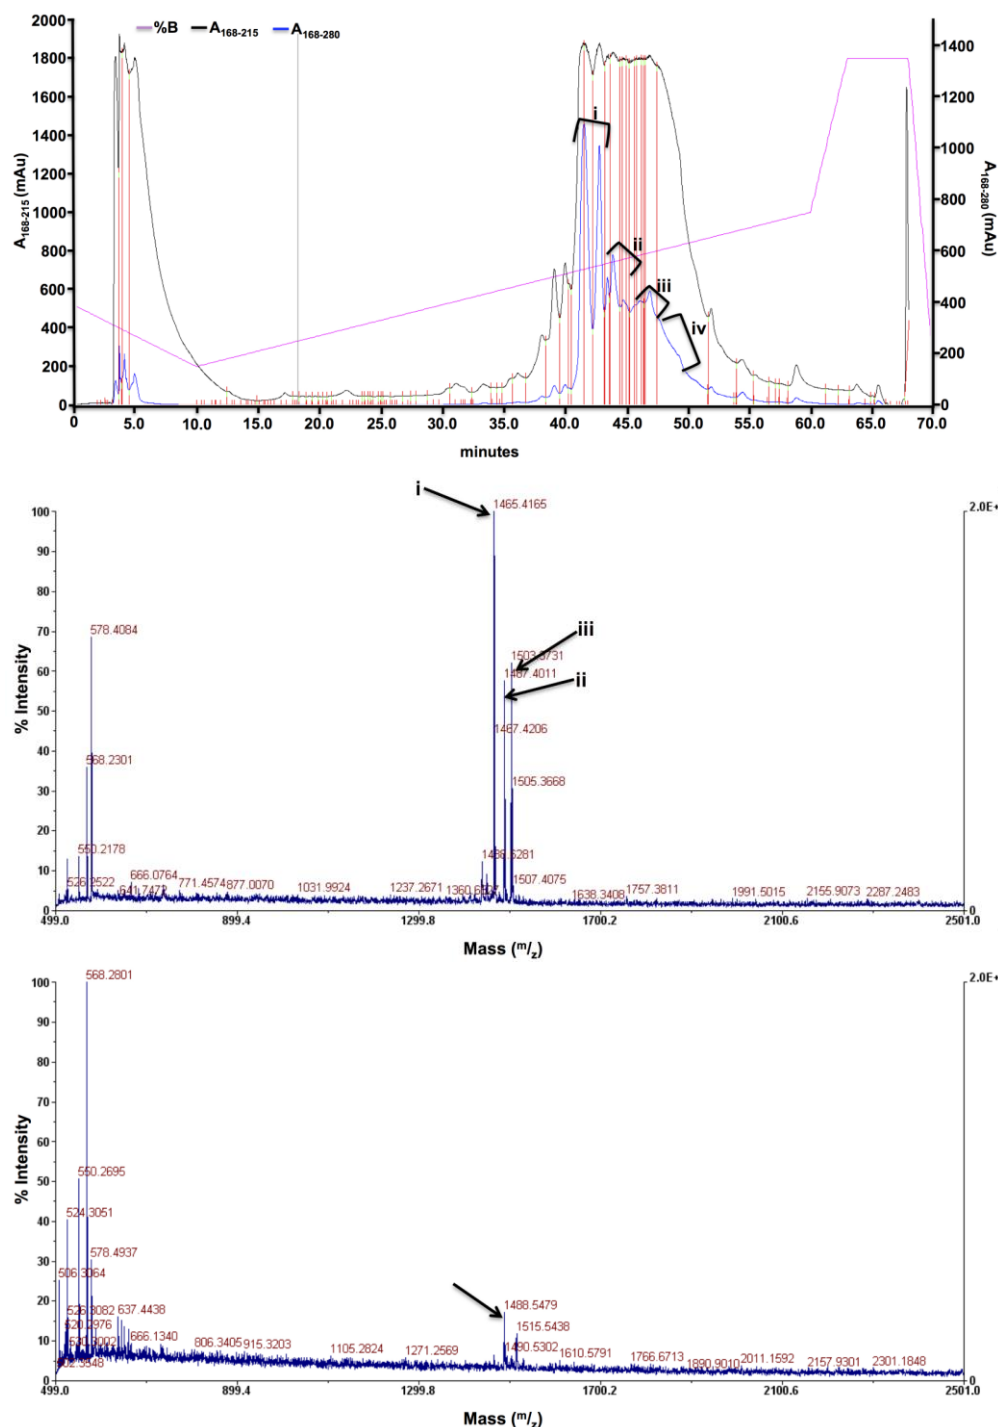 %B A168-215 A168-280
2000 1800 1600 1400 1200 1000 800 600 400 200 0
A168-215 (mAu)
1400 1200 1000 800 600 400 200 0
A168-280 (mAu)
i
ii
iii
iv
0 5.0 10.0 15.0 20.0 25.0 30.0 35.0 40.0 45.0 50.0 55.0 60.0 65.0 70.0
minutes
i
1465.4165
100 90 80 70 60 50 40 30 20 10 0
% Intensity
2.0E+
578.4084
iii
ii
1487.4011
1467.4206
568.2301
1505.3668
550.2178
666.0764
771.4574
877.0070
1031.9924
1237.2671
1507.4075
1638.3408
1757.3811
1991.5015
2155.9073
2287.2483
0
499.0 899.4 1299.8 1700.2 2100.6 2501.0
Mass (m/z)
568.2801
100 90 80 70 60 50 40 30 20 10 0
% Intensity
2.0E+
550.2695
524.3051
578.4937
506.3064
526.3082
637.4438
666.1340
806.3405
915.3203
1105.2824
1271.2569
1488.5479
1515.5438
1490.5302
1610.5791
1766.6713
1890.9010
2011.1592
2157.9301
2301.1848
0
499.0 899.4 1299.8 1700.2 2100.6 2501.0
Mass (m/z)